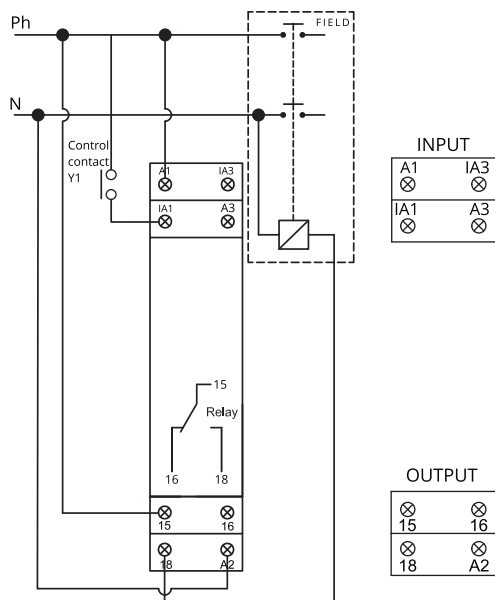 Ph
FIELD
N
Control
contact
Y1
A1 IA3
IA1 A3
INPUT
A1 IA3
IA1 A3
15
Relay
16 18
15 16
18 A2
OUTPUT
15 16
18 A2